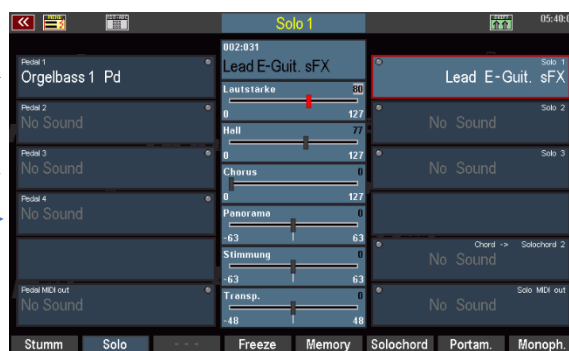 Solo 1
05:40:0
Pedal 1
Orgelbass 1 Pd
Pedal 2
No Sound
Pedal 3
No Sound
Pedal 4
No Sound
Pedal MIDI out
No Sound
002:031
Lead E-Guit. sFX
Lautstärke 80
0 127
Hall 77
0 127
Chorus 0
0 127
Panorama 0
-63 63
Stimmung 0
-63 63
Transp. 0
-48 48
Solo 1
Lead E-Guit. sFX
Solo 2
No Sound
Solo 3
No Sound
Chord -> Solochord 2
No Sound
Solo MIDI out
No Sound
Stumm Solo - - - Freeze Memory Solochord Portam. Monoph.